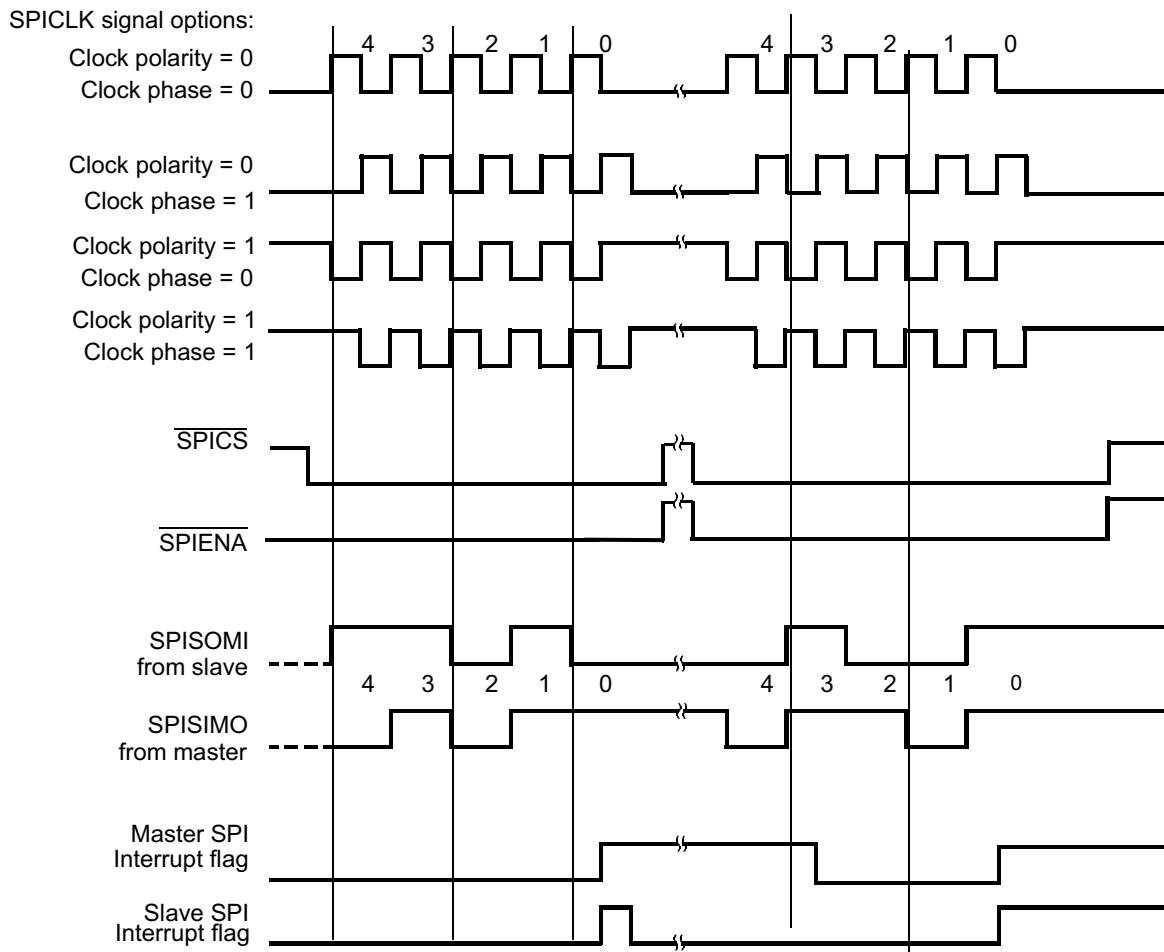 SPICLK signal options:
4 3 2 1 0 4 3 2 1 0
Clock polarity = 0
Clock phase = 0
Clock polarity = 0
Clock phase = 1
Clock polarity = 1
Clock phase = 0
Clock polarity = 1
Clock phase = 1
SPICS
SPIENA
SPISOMI
from slave
4 3 2 1 0 4 3 2 1 0
SPISIMO
from master
Master SPI
Interrupt flag
Slave SPI
Interrupt flag